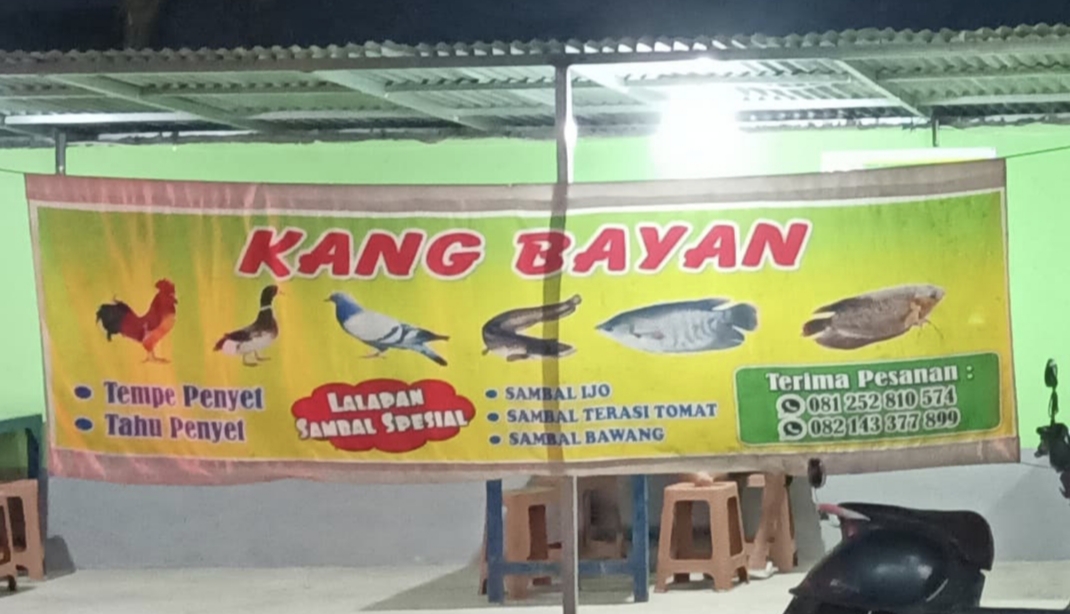 KANG BAYAN
Tempe Penyet
Tahu Penyet
LALAPAN
SAMBAL SPESIAL
SAMBAL IJO
SAMBAL TERASI TOMAT
SAMBAL BAWANG
Terima Pesanan :
081 252 810 574
082 143 377 899